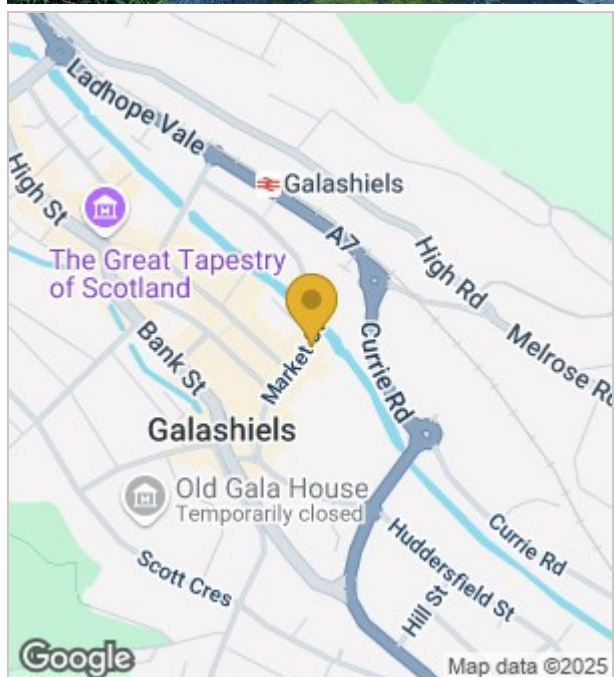 Ladhope Vale
High St
Galashiels
A7
High Rd
The Great Tapestry
of Scotland
Melrose R
Bank St
Market St
Currie Rd
Galashiels
Old Gala House
Temporarily closed
Currie Rd
Scott Cres
Huddersfield St
Hill St
Google
Map data ©2025